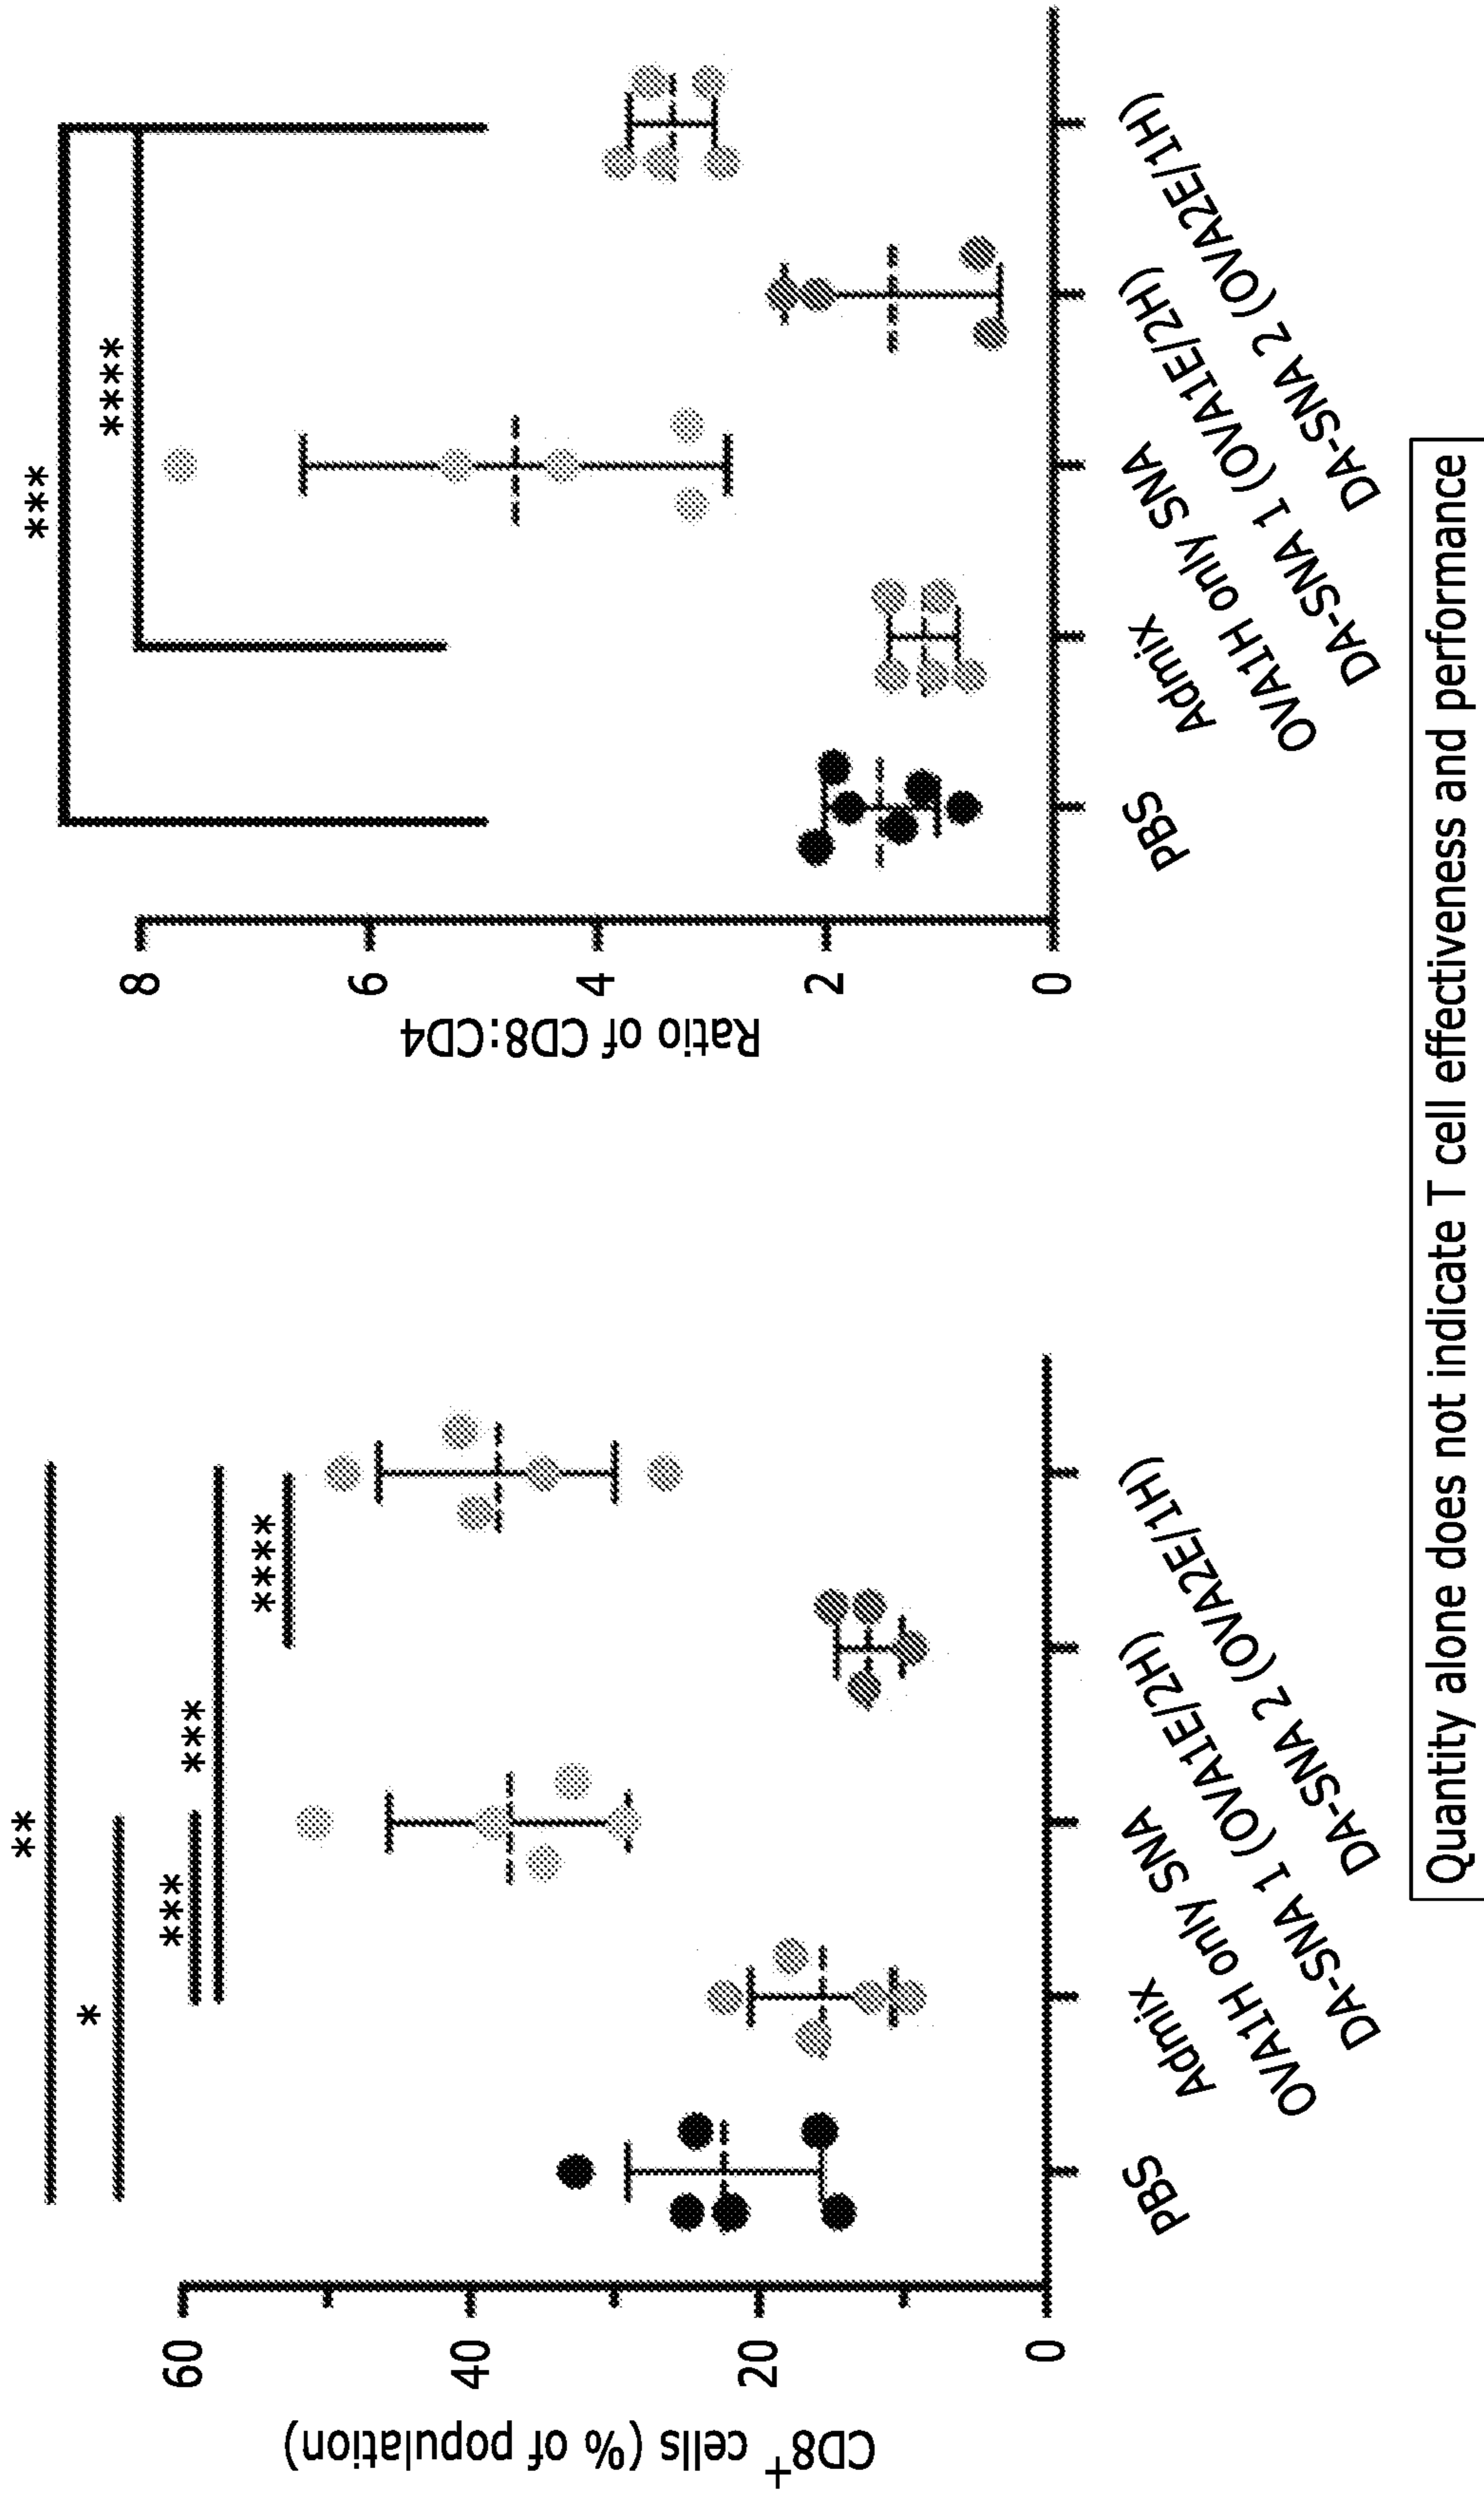 **
*
***
***
****
CD8+ cells (% of population)
60
40
20
0
PBS
Admix
OVA1H only SNA
DA-SNA 1 (OVA1E/2H)
DA-SNA 2 (OVA2E/1H)
***
****
Ratio of CD8:CD4
8
6
4
2
0
PBS
Admix
OVA1H only SNA
DA-SNA 1 (OVA1E/2H)
DA-SNA 2 (OVA2E/1H)
Quantity alone does not indicate T cell effectiveness and performance